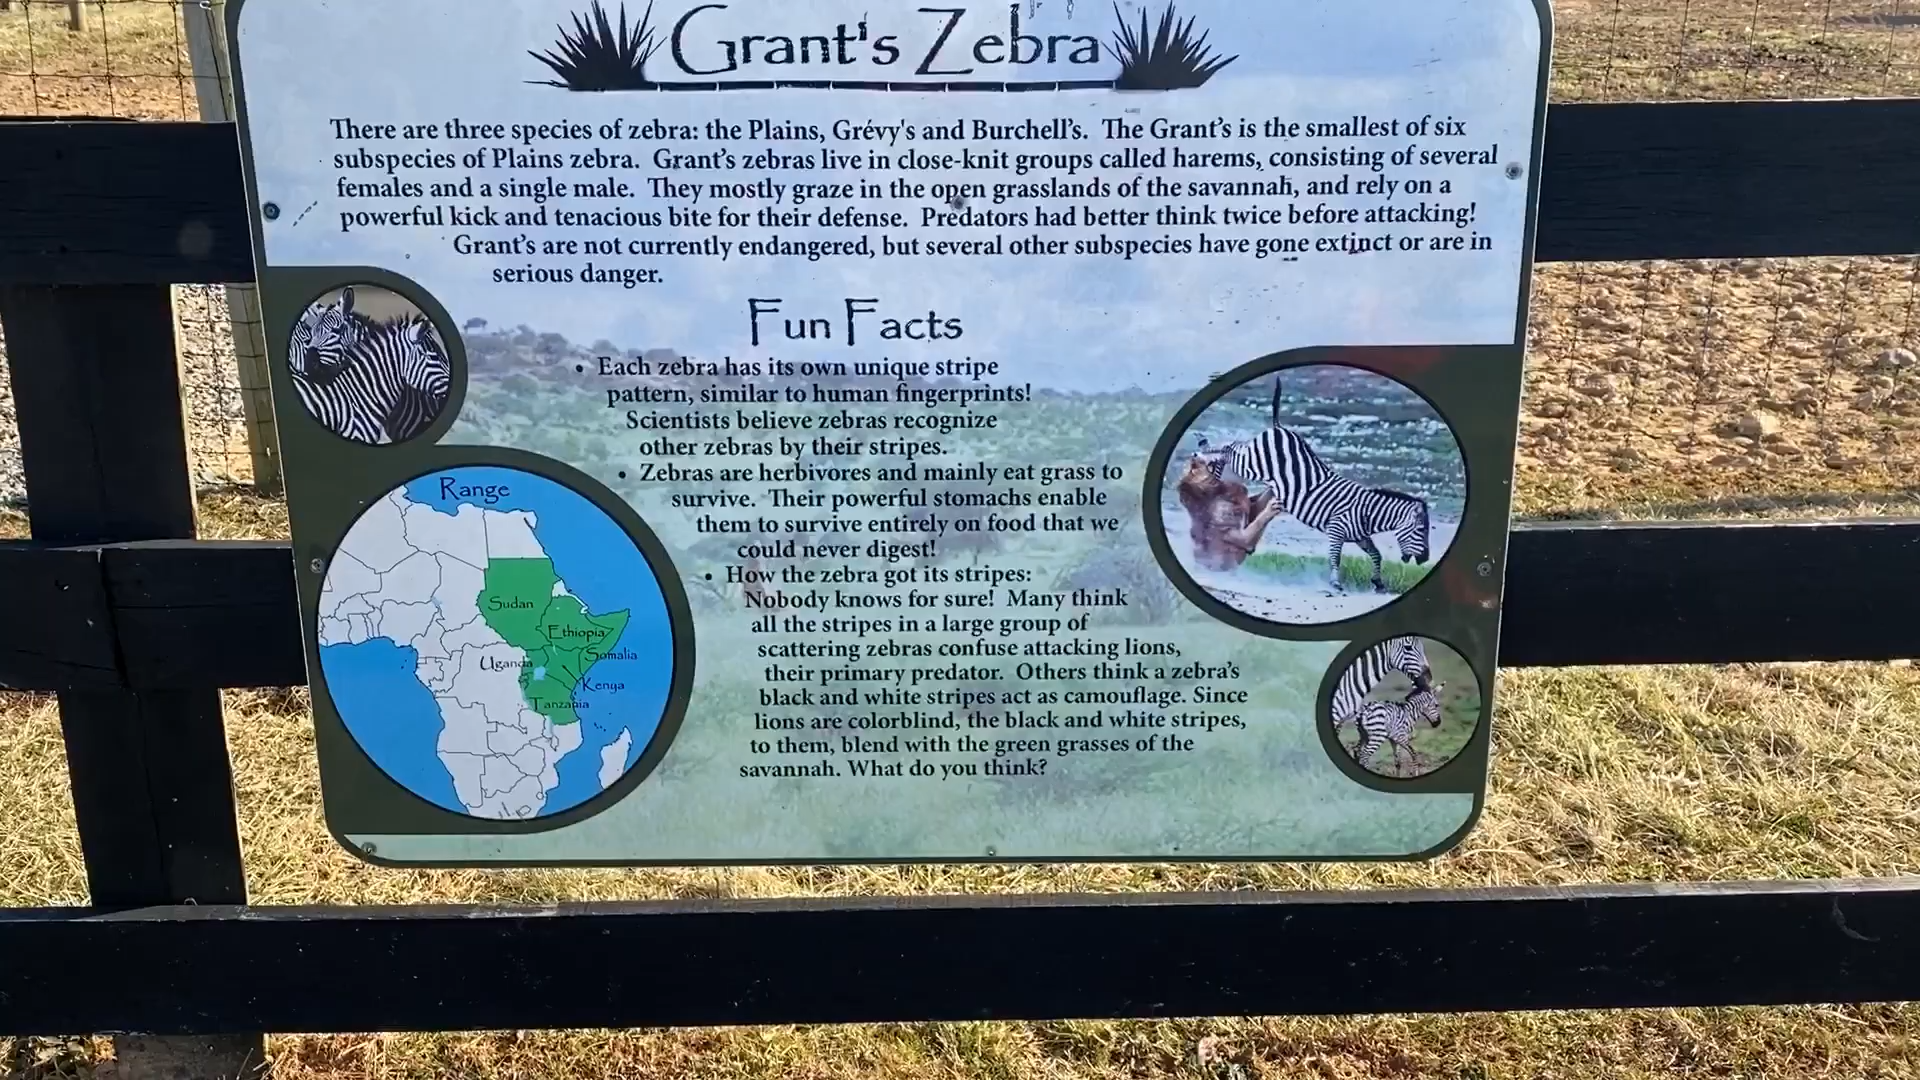 Grant's Zebra
There are three species of zebra: the Plains, Grévy's and Burchell's. The Grant's is the smallest of six
subspecies of Plains zebra. Grant's zebras live in close-knit groups called harems, consisting of several
females and a single male. They mostly graze in the open grasslands of the savannah, and rely on a
powerful kick and tenacious bite for their defense. Predators had better think twice before attacking!
Grant's are not currently endangered, but several other subspecies have gone extinct or are in
serious danger.
Fun Facts
• Each zebra has its own unique stripe
pattern, similar to human fingerprints!
Scientists believe zebras recognize
other zebras by their stripes.
• Zebras are herbivores and mainly eat grass to
survive. Their powerful stomachs enable
them to survive entirely on food that we
could never digest!
• How the zebra got its stripes:
Nobody knows for sure! Many think
all the stripes in a large group of
scattering zebras confuse attacking lions,
their primary predator. Others think a zebra's
black and white stripes act as camouflage. Since
lions are colorblind, the black and white stripes,
to them, blend with the green grasses of the
savannah. What do you think?
Range
Sudan
Ethiopia
Somalia
Uganda
Kenya
Tanzania